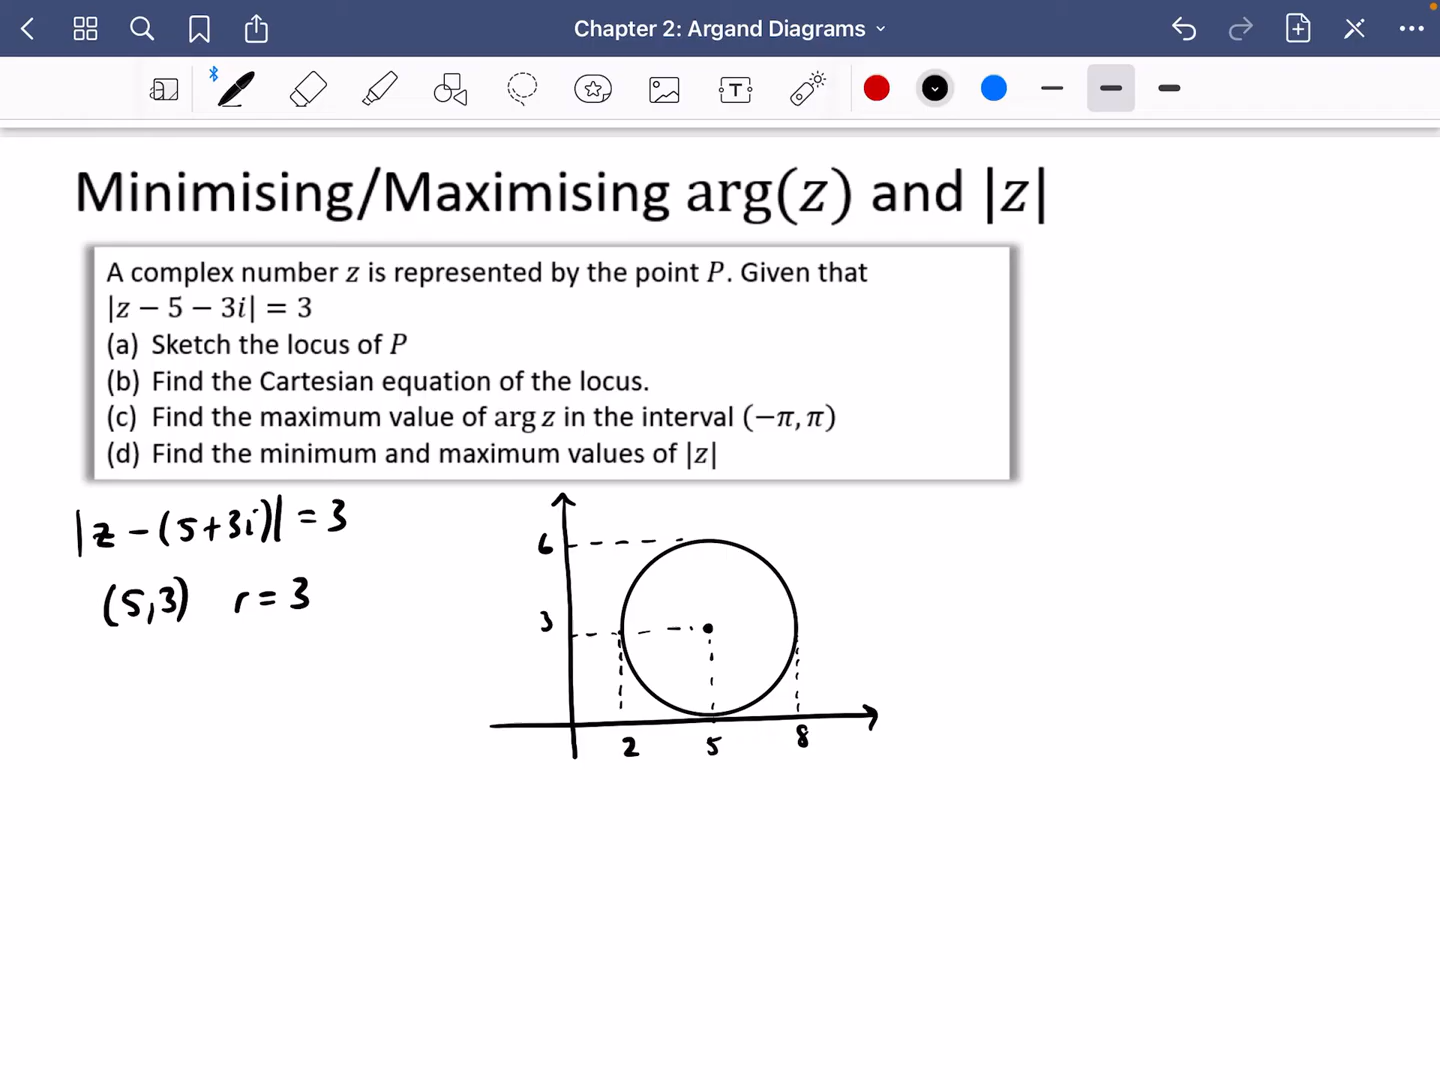 Chapter 2: Argand Diagrams
Minimising/Maximising arg(z) and |z|
A complex number z is represented by the point P. Given that
|z − 5 − 3i| = 3
(a) Sketch the locus of P
(b) Find the Cartesian equation of the locus.
(c) Find the maximum value of arg z in the interval (−π, π)
(d) Find the minimum and maximum values of |z|
|z − (5+3i)| = 3
(5,3) r = 3
6
3
2 5 8